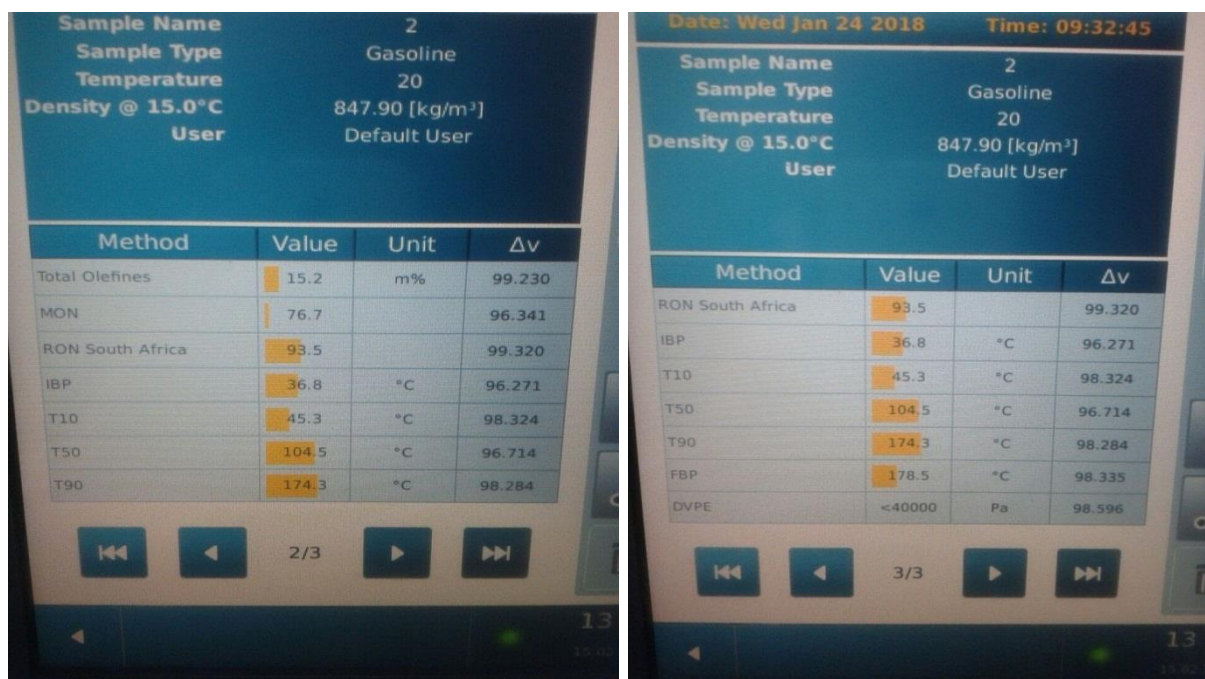 Sample Name 2
Sample Type Gasoline
Temperature 20
Density @ 15.0°C 847.90 [kg/m³]
User Default User
Method Value Unit Δv
Total Olefines 15.2 m% 99.230
MON 76.7 96.341
RON South Africa 93.5 99.320
IBP 36.8 °C 96.271
T10 45.3 °C 98.324
T50 104.5 °C 96.714
T90 174.3 °C 98.284
2/3
13
Date: Wed Jan 24 2018 Time: 09:32:45
Sample Name 2
Sample Type Gasoline
Temperature 20
Density @ 15.0°C 847.90 [kg/m³]
User Default User
Method Value Unit Δv
RON South Africa 93.5 99.320
IBP 36.8 °C 96.271
T10 45.3 °C 98.324
T50 104.5 °C 96.714
T90 174.3 °C 98.284
FBP 178.5 °C 98.335
DVPE <40000 Pa 98.596
3/3
13